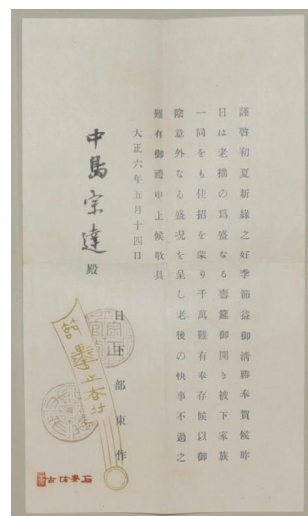 謹啓初夏新綠之好季節益御清勝奉賀候昨
日は老拙の爲盛なる壽筵御開き被下家族
一同をも佳招を蒙り千萬難有奉存候以御
陰意外なる盛况を呈し老後の快事不過之
難有御禮申上候敬具
大正六年五月十四日
日下部東作
中島宗達殿